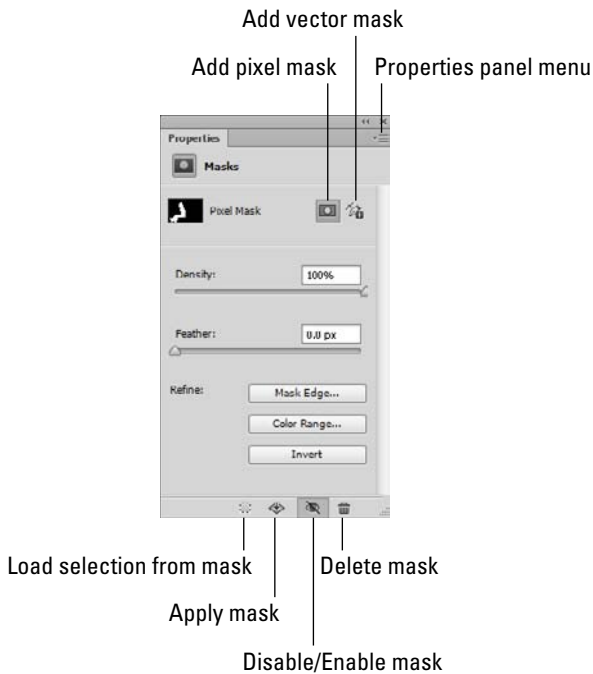 Add vector mask
Add pixel mask
Properties panel menu
Properties
Masks
Pixel Mask
Density:
100%
Feather:
0.0 px
Refine:
Mask Edge...
Color Range...
Invert
Load selection from mask
Delete mask
Apply mask
Disable/Enable mask